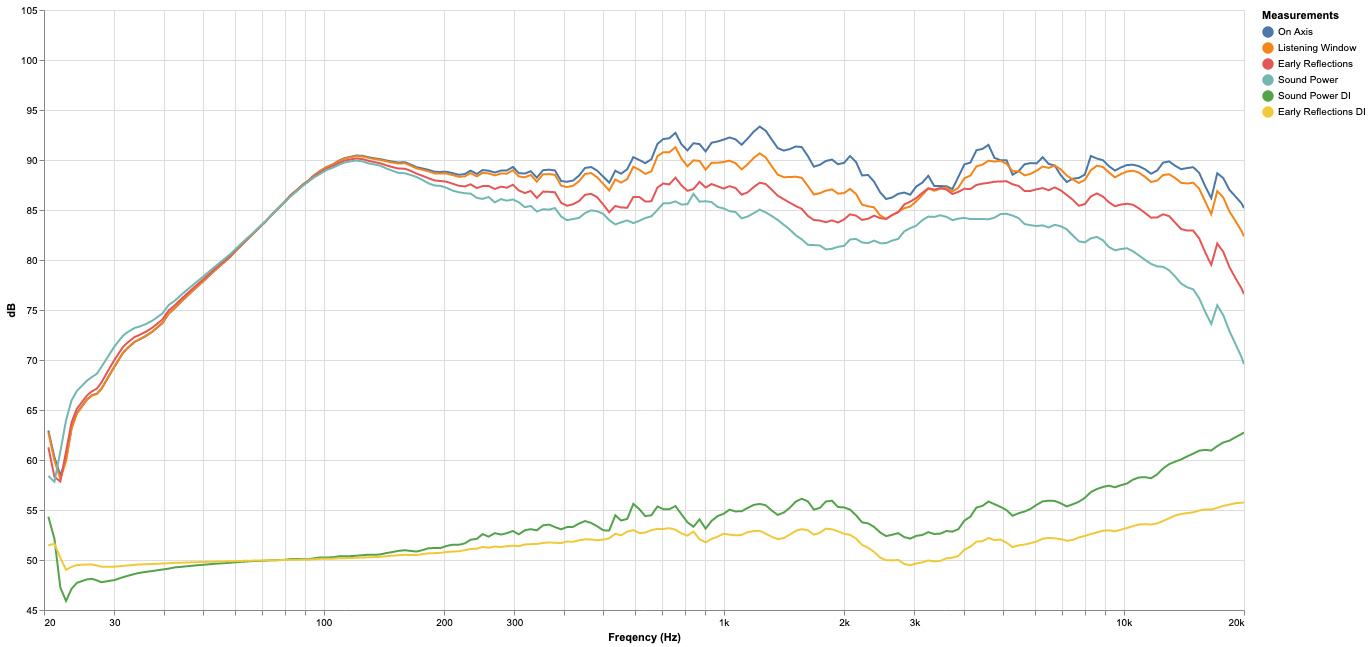 105
100
95
90
85
80
75
70
65
60
55
50
45
dB
20 30 100 200 300 1k 2k 3k 10k 20k
Freqency (Hz)
Measurements
On Axis
Listening Window
Early Reflections
Sound Power
Sound Power DI
Early Reflections DI